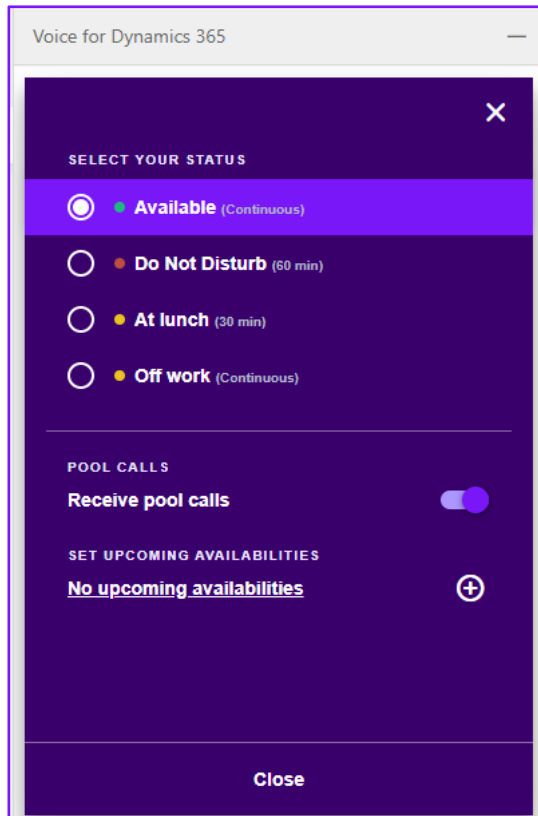 Voice for Dynamics 365
SELECT YOUR STATUS
Available (Continuous)
Do Not Disturb (60 min)
At lunch (30 min)
Off work (Continuous)
POOL CALLS
Receive pool calls
SET UPCOMING AVAILABILITIES
No upcoming availabilities
Close